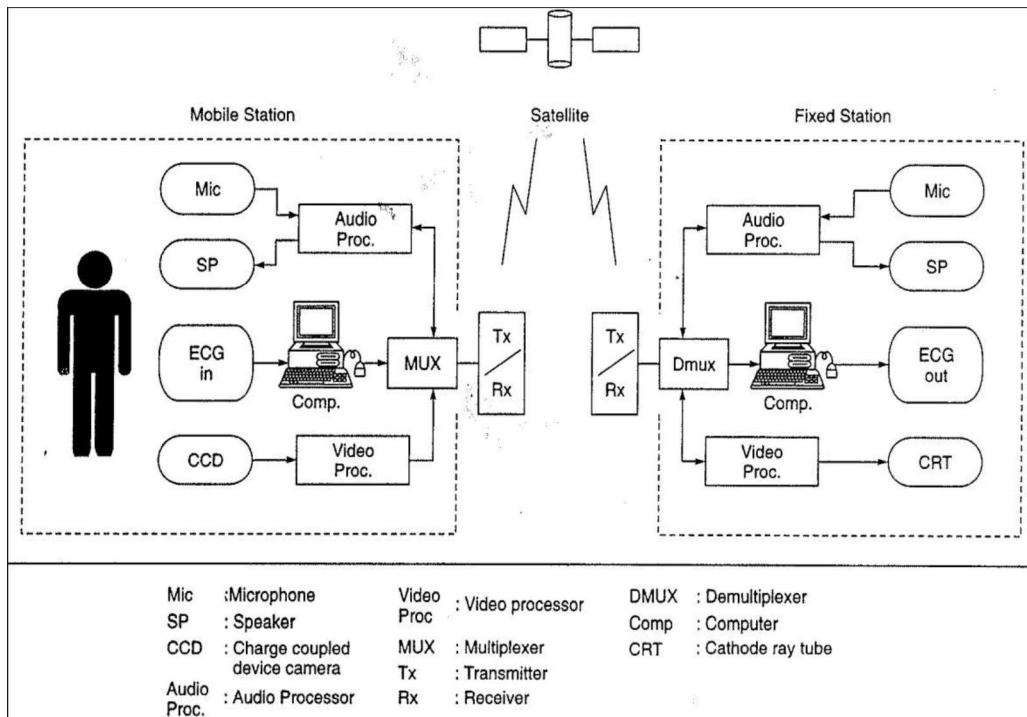 Mobile Station
Satellite
Fixed Station
Mic
Audio
Proc.
SP
ECG
in
Comp.
MUX
Tx
Rx
CCD
Video
Proc.
Tx
Rx
Dmux
Audio
Proc.
Mic
SP
Comp.
ECG
out
Video
Proc.
CRT
Mic :Microphone
SP : Speaker
CCD : Charge coupled
device camera
Audio
Proc. : Audio Processor
Video
Proc : Video processor
MUX : Multiplexer
Tx : Transmitter
Rx : Receiver
DMUX : Demultiplexer
Comp : Computer
CRT : Cathode ray tube